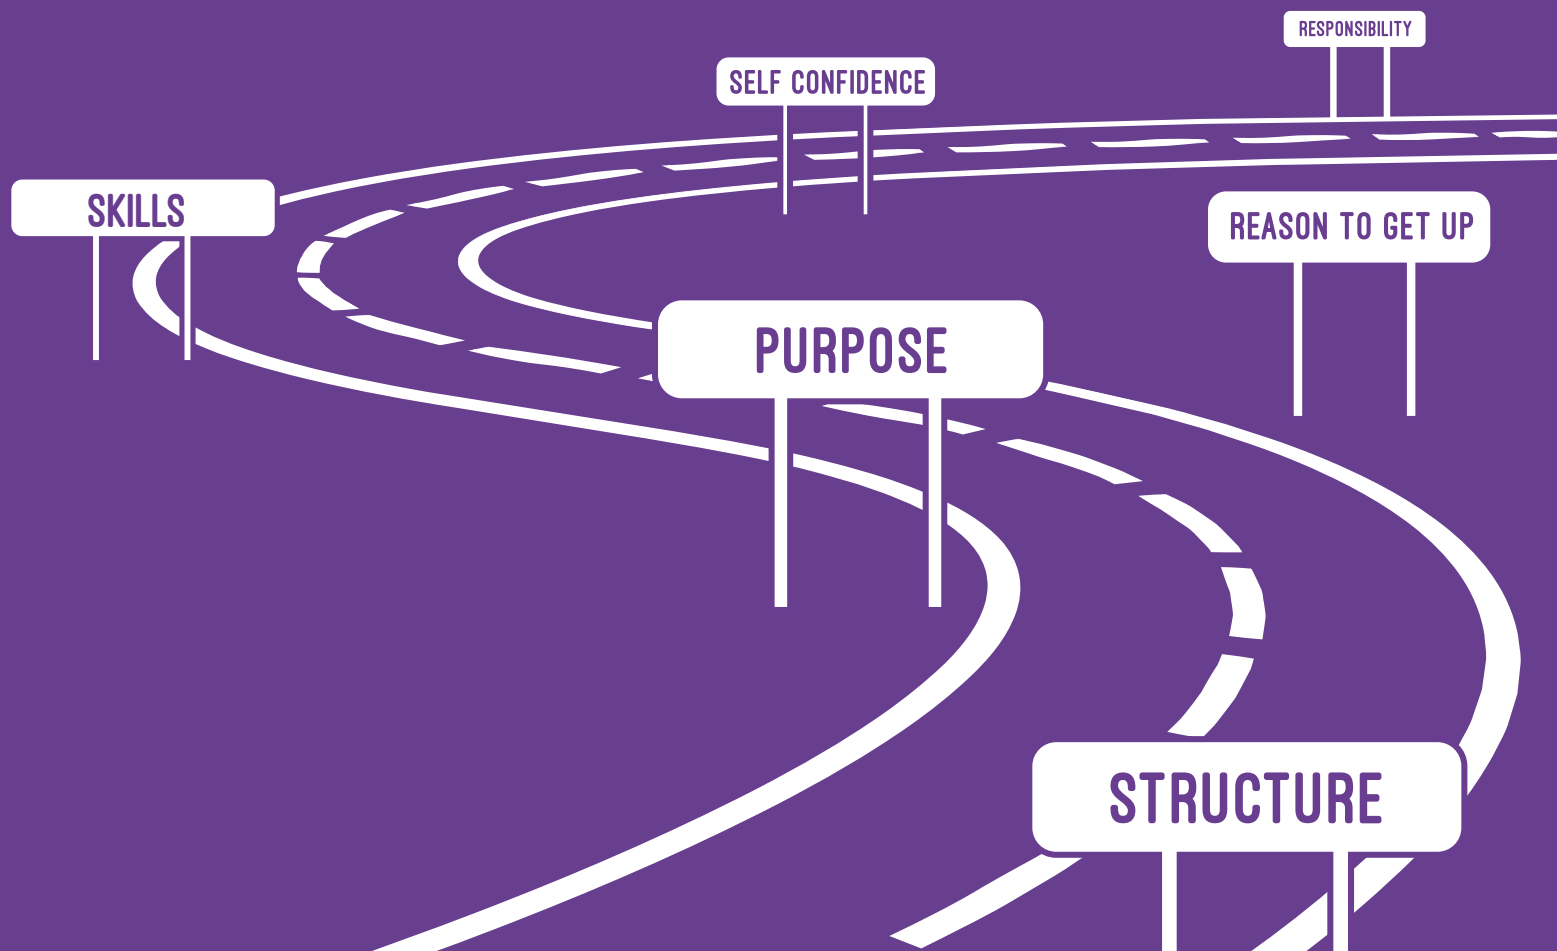 RESPONSIBILITY
SELF CONFIDENCE
SKILLS
REASON TO GET UP
PURPOSE
STRUCTURE